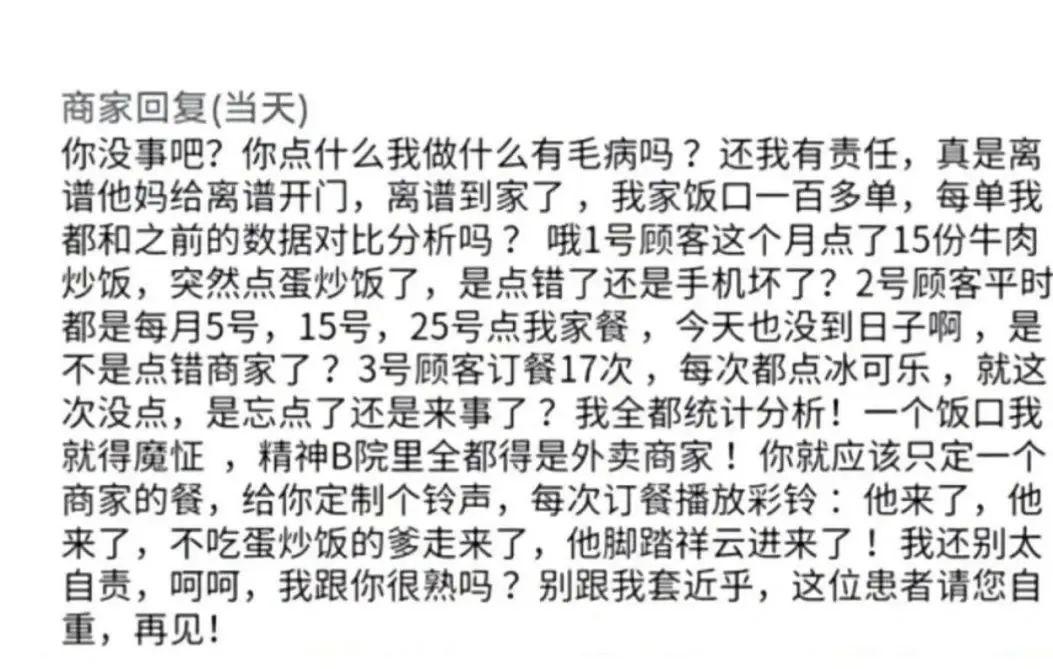 商家回复(当天)
你没事吧？你点什么我做什么有毛病吗？还我有责任，真是离
谱他妈给离谱开门，离谱到家了，我家饭口一百多单，每单我
都和之前的数据对比分析吗？哦1号顾客这个月点了15份牛肉
炒饭，突然点蛋炒饭了，是点错了还是手机坏了？2号顾客平时
都是每月5号，15号，25号点我家餐，今天也没到日子啊，是
不是点错商家了？3号顾客订餐17次，每次都点冰可乐，就这
次没点，是忘点了还是来事了？我全都统计分析！一个饭口我
就得魔怔，精神B院里全都得是外卖商家！你就应该只定一个
商家的餐，给你定制个铃声，每次订餐播放彩铃：他来了，他
来了，不吃蛋炒饭的爹走来了，他脚踏祥云进来了！我还别太
自责，呵呵，我跟你很熟吗？别跟我套近乎，这位患者请您自
重，再见！